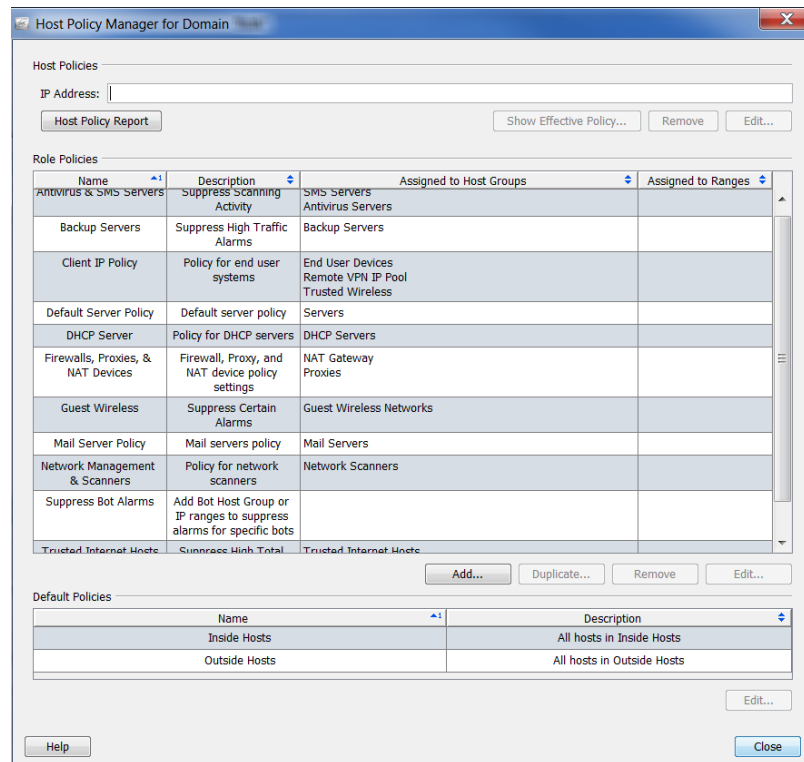 Host Policy Manager for Domain
Host Policies
IP Address:
Host Policy Report
Show Effective Policy...
Remove
Edit...
Role Policies
Name 1 Description Assigned to Host Groups Assigned to Ranges
Antivirus & SMS Servers Suppress Scanning SMS Servers
Activity Antivirus Servers
Backup Servers Suppress High Traffic Backup Servers
Alarms
Client IP Policy Policy for end user End User Devices
systems Remote VPN IP Pool
Trusted Wireless
Default Server Policy Default server policy Servers
DHCP Server Policy for DHCP servers DHCP Servers
Firewalls, Proxies, & Firewall, Proxy, and NAT Gateway
NAT Devices NAT device policy Proxies
settings
Guest Wireless Suppress Certain Guest Wireless Networks
Alarms
Mail Server Policy Mail servers policy Mail Servers
Network Management Policy for network Network Scanners
& Scanners scanners
Suppress Bot Alarms Add Bot Host Group or
IP ranges to suppress
alarms for specific bots
Trusted Internet Hosts Suppress High Total Trusted Internet Hosts
Add... Duplicate... Remove Edit...
Default Policies
Name 1 Description
Inside Hosts All hosts in Inside Hosts
Outside Hosts All hosts in Outside Hosts
Edit...
Help Close